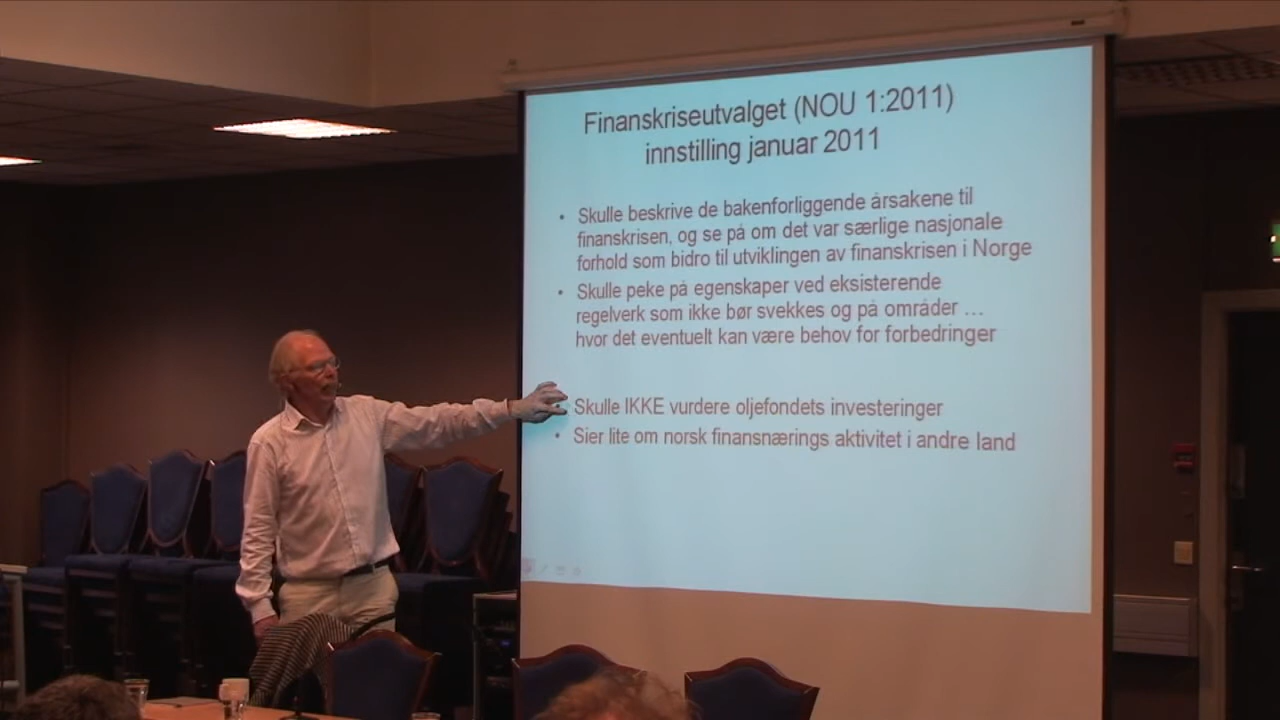 Finanskriseutvalget (NOU 1:2011)
innstilling januar 2011
• Skulle beskrive de bakenforliggende årsakene til
finanskrisen, og se på om det var særlige nasjonale
forhold som bidro til utviklingen av finanskrisen i Norge
• Skulle peke på egenskaper ved eksisterende
regelverk som ikke bør svekkes og på områder …
hvor det eventuelt kan være behov for forbedringer
• Skulle IKKE vurdere oljefondets investeringer
• Sier lite om norsk finansnærings aktivitet i andre land